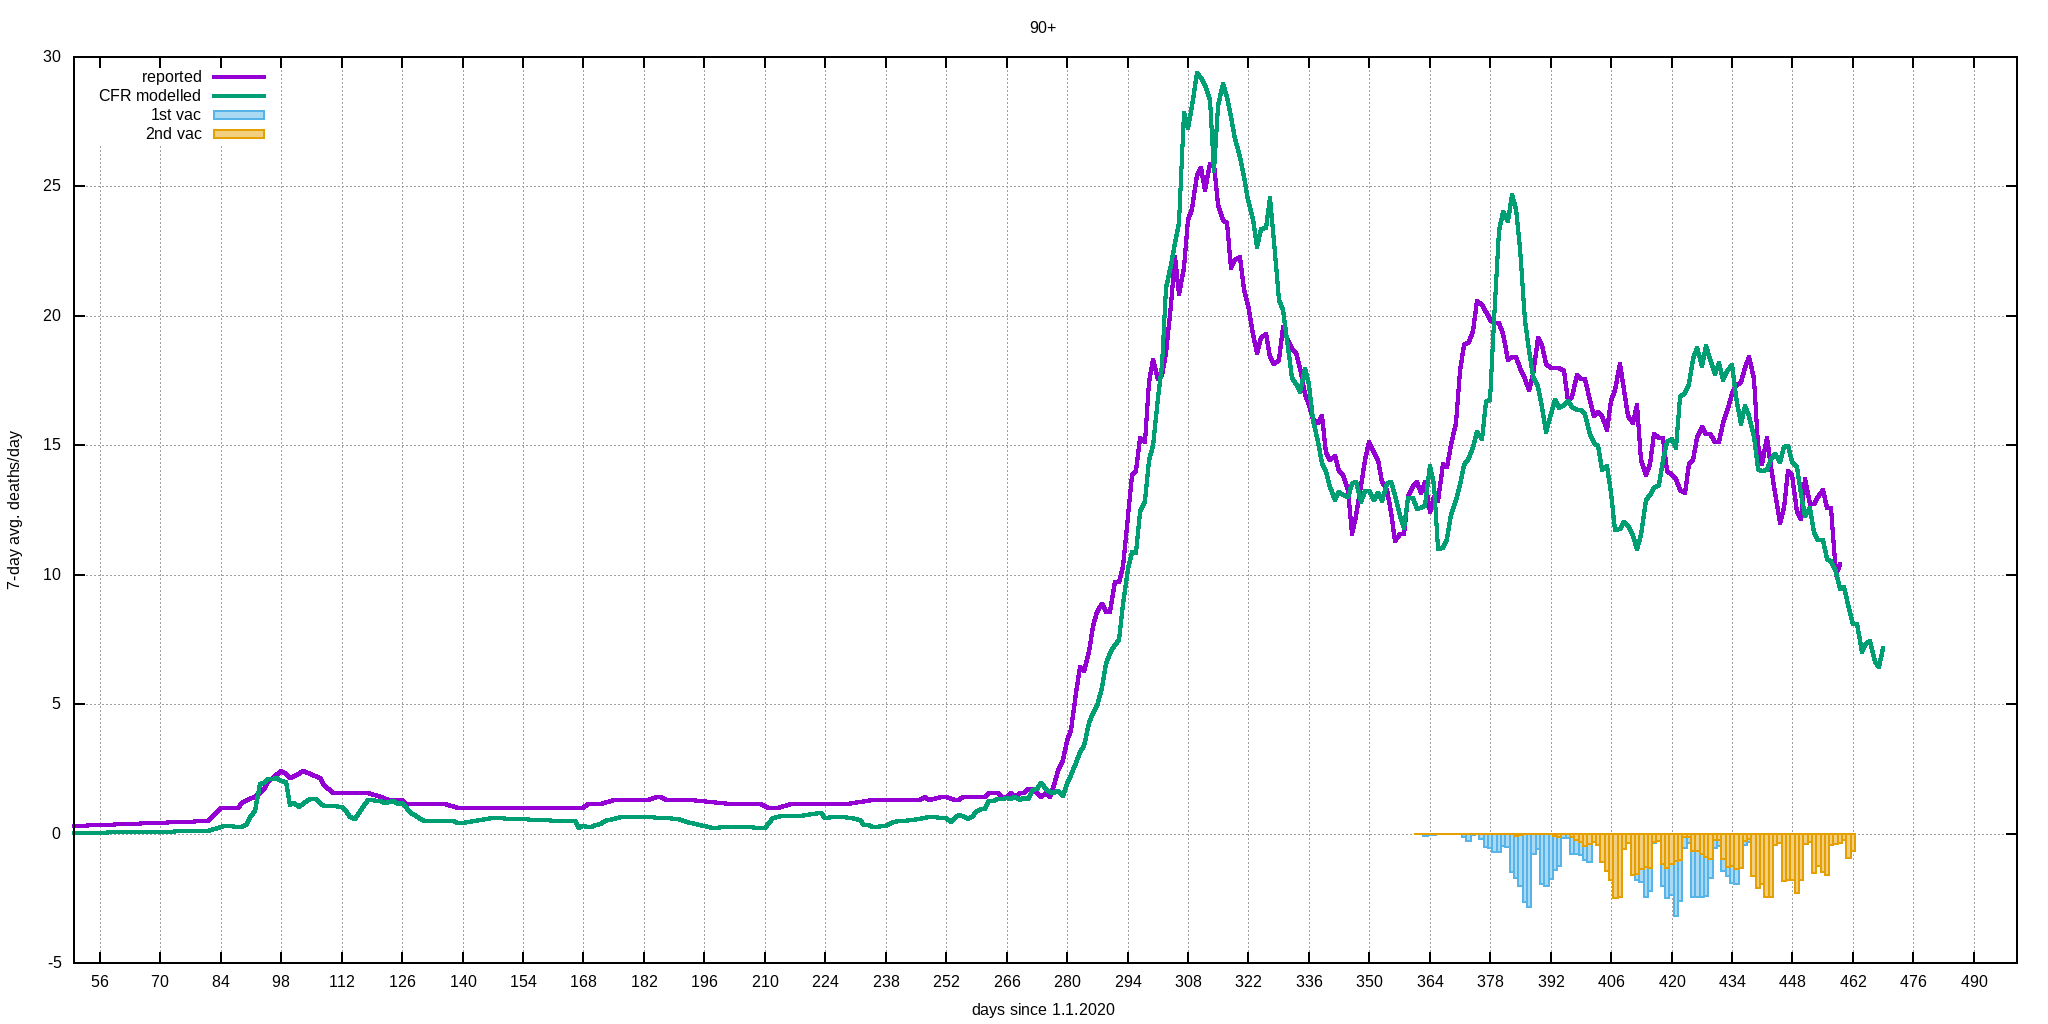 90+
reported
CFR modelled
1st vac
2nd vac
30
25
20
15
10
5
0
-5
7-day avg. deaths/day
56 70 84 98 112 126 140 154 168 182 196 210 224 238 252 266 280 294 308 322 336 350 364 378 392 406 420 434 448 462 476 490
days since 1.1.2020